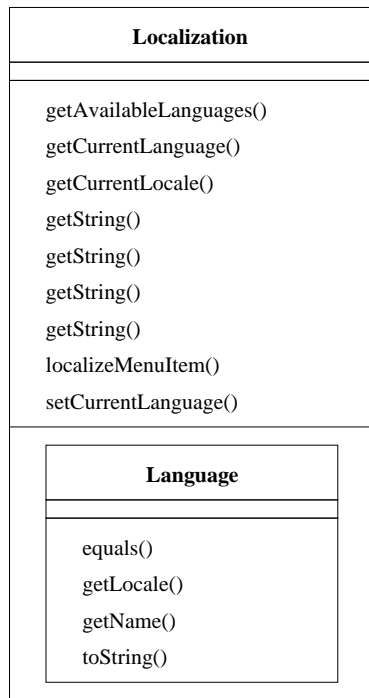 Localization
getAvailableLanguages()
getCurrentLanguage()
getCurrentLocale()
getString()
getString()
getString()
getString()
localizeMenuItem()
setCurrentLanguage()
Language
equals()
getLocale()
getName()
toString()